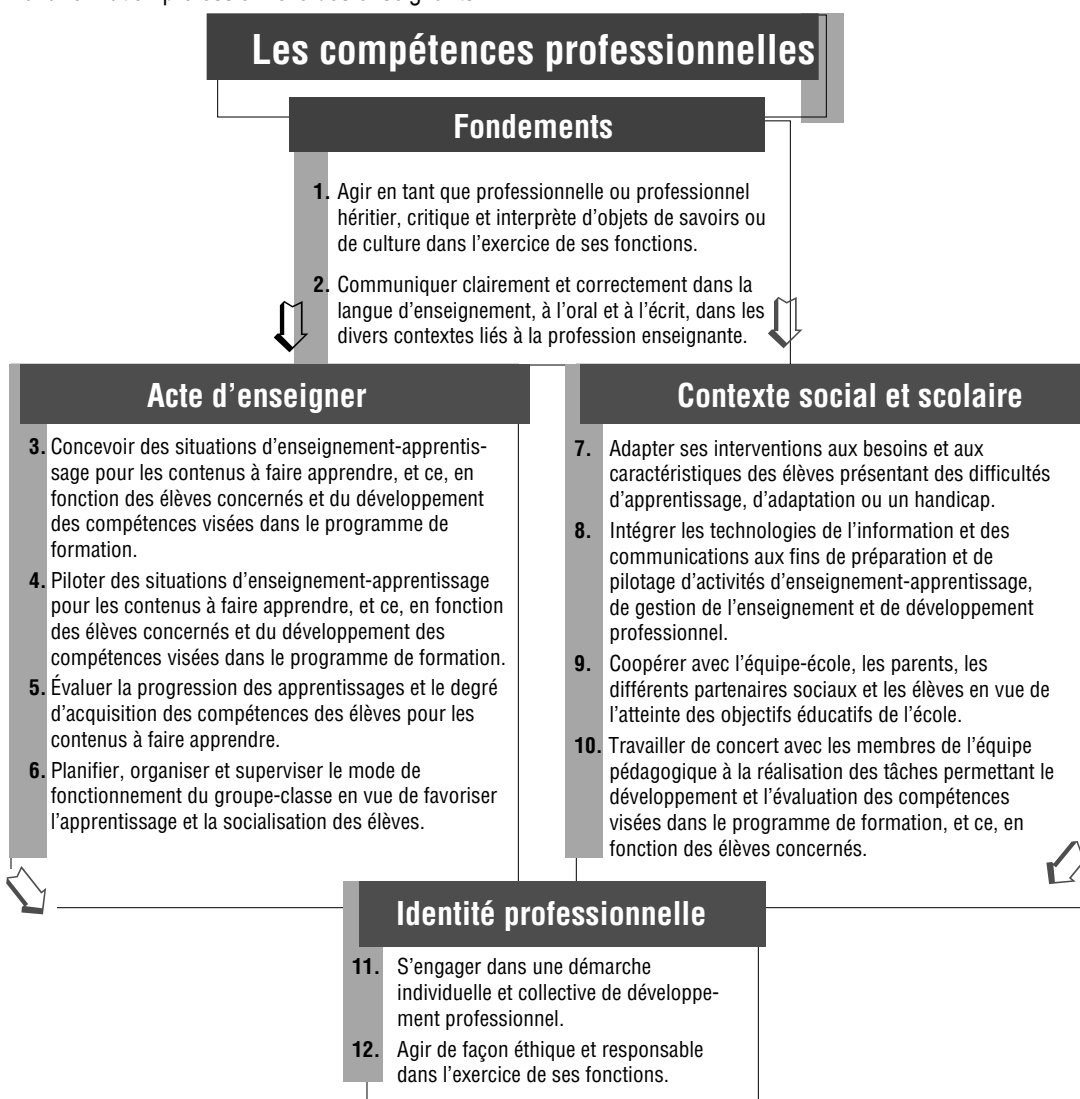 Les compétences professionnelles
Fondements
1. Agir en tant que professionnelle ou professionnel
héritier, critique et interprète d’objets de savoirs ou
de culture dans l’exercice de ses fonctions.
2. Communiquer clairement et correctement dans la
langue d’enseignement, à l’oral et à l’écrit, dans les
divers contextes liés à la profession enseignante.
Acte d’enseigner
3. Concevoir des situations d’enseignement-apprentis-
sage pour les contenus à faire apprendre, et ce, en
fonction des élèves concernés et du développement
des compétences visées dans le programme de
formation.
4. Piloter des situations d’enseignement-apprentissage
pour les contenus à faire apprendre, et ce, en fonction
des élèves concernés et du développement des
compétences visées dans le programme de formation.
5. Évaluer la progression des apprentissages et le degré
d’acquisition des compétences des élèves pour les
contenus à faire apprendre.
6. Planifier, organiser et superviser le mode de
fonctionnement du groupe-classe en vue de favoriser
l’apprentissage et la socialisation des élèves.
Contexte social et scolaire
7. Adapter ses interventions aux besoins et aux
caractéristiques des élèves présentant des difficultés
d’apprentissage, d’adaptation ou un handicap.
8. Intégrer les technologies de l’information et des
communications aux fins de préparation et de
pilotage d’activités d’enseignement-apprentissage,
de gestion de l’enseignement et de développement
professionnel.
9. Coopérer avec l’équipe-école, les parents, les
différents partenaires sociaux et les élèves en vue de
l’atteinte des objectifs éducatifs de l’école.
10. Travailler de concert avec les membres de l’équipe
pédagogique à la réalisation des tâches permettant le
développement et l’évaluation des compétences
visées dans le programme de formation, et ce, en
fonction des élèves concernés.
Identité professionnelle
11. S’engager dans une démarche
individuelle et collective de développe-
ment professionnel.
12. Agir de façon éthique et responsable
dans l’exercice de ses fonctions.